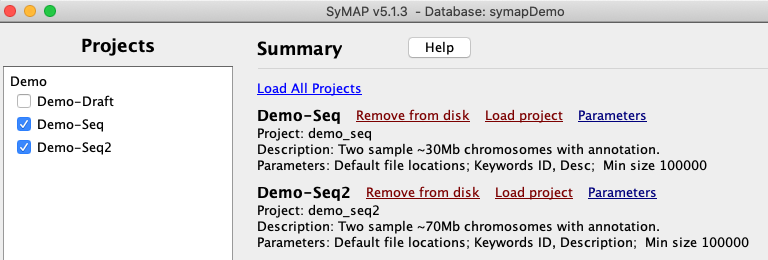 SyMAP v5.1.3 - Database: symapDemo
Projects
Demo
Demo-Draft
Demo-Seq
Demo-Seq2
Summary Help
Load All Projects
Demo-Seq Remove from disk Load project Parameters
Project: demo_seq
Description: Two sample ~30Mb chromosomes with annotation.
Parameters: Default file locations; Keywords ID, Desc; Min size 100000
Demo-Seq2 Remove from disk Load project Parameters
Project: demo_seq2
Description: Two sample ~70Mb chromosomes with annotation.
Parameters: Default file locations; Keywords ID, Description; Min size 100000